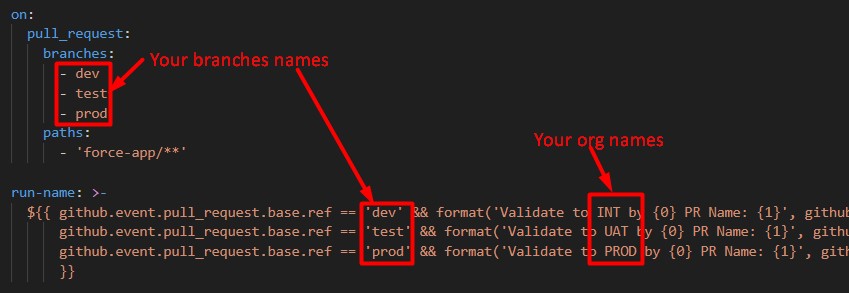 on:
pull_request:
branches:
- dev
- test
- prod
Your branches names
paths:
- 'force-app/**'
Your org names
run-name: >-
${{ github.event.pull_request.base.ref == 'dev' && format('Validate to INT by {0} PR Name: {1}', githu
github.event.pull_request.base.ref == 'test' && format('Validate to UAT by {0} PR Name: {1}', gi
github.event.pull_request.base.ref == 'prod' && format('Validate to PROD by {0} PR Name: {1}', g
}}